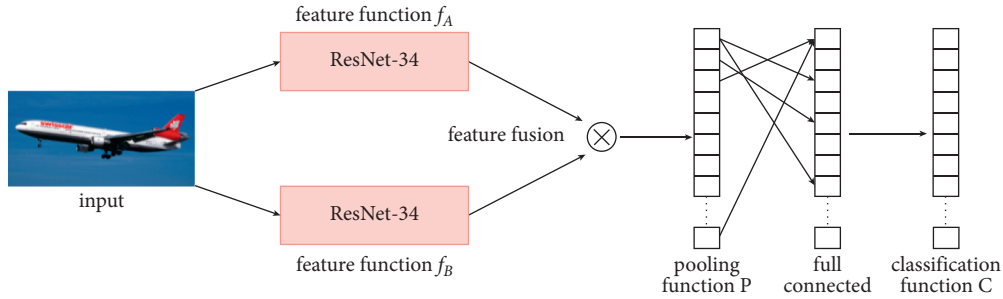 feature function f_A
ResNet-34
swissair
feature fusion
input
ResNet-34
feature function f_B
pooling
function P
full
connected
classification
function C